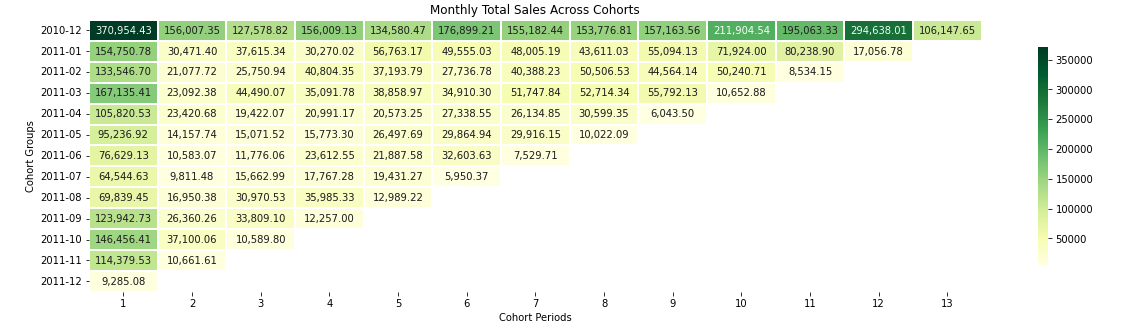 Monthly Total Sales Across Cohorts
2010-12 370,954.43 156,007.35 127,578.82 156,009.13 134,580.47 176,899.21 155,182.44 153,776.81 157,163.56 211,904.54 195,063.33 294,638.01 106,147.65
2011-01 154,750.78 30,471.40 37,615.34 30,270.02 56,763.17 49,555.03 48,005.19 43,611.03 55,094.13 71,924.00 80,238.90 17,056.78
2011-02 133,546.70 21,077.72 25,750.94 40,804.35 37,193.79 27,736.78 40,388.23 50,506.53 44,564.14 50,240.71 8,534.15
2011-03 167,135.41 23,092.38 44,490.07 35,091.78 38,858.97 34,910.30 51,747.84 52,714.34 55,792.13 10,652.88
2011-04 105,820.53 23,420.68 19,422.07 20,991.17 20,573.25 27,338.55 26,134.85 30,599.35 6,043.50
2011-05 95,236.92 14,157.74 15,071.52 15,773.30 26,497.69 29,864.94 29,916.15 10,022.09
2011-06 76,629.13 10,583.07 11,776.06 23,612.55 21,887.58 32,603.63 7,529.71
2011-07 64,544.63 9,811.48 15,662.99 17,767.28 19,431.27 5,950.37
2011-08 69,839.45 16,950.38 30,970.53 35,985.33 12,989.22
2011-09 123,942.73 26,360.26 33,809.10 12,257.00
2011-10 146,456.41 37,100.06 10,589.80
2011-11 114,379.53 10,661.61
2011-12 9,285.08
1 2 3 4 5 6 7 8 9 10 11 12 13
Cohort Periods
Cohort Groups
350000
300000
250000
200000
150000
100000
50000